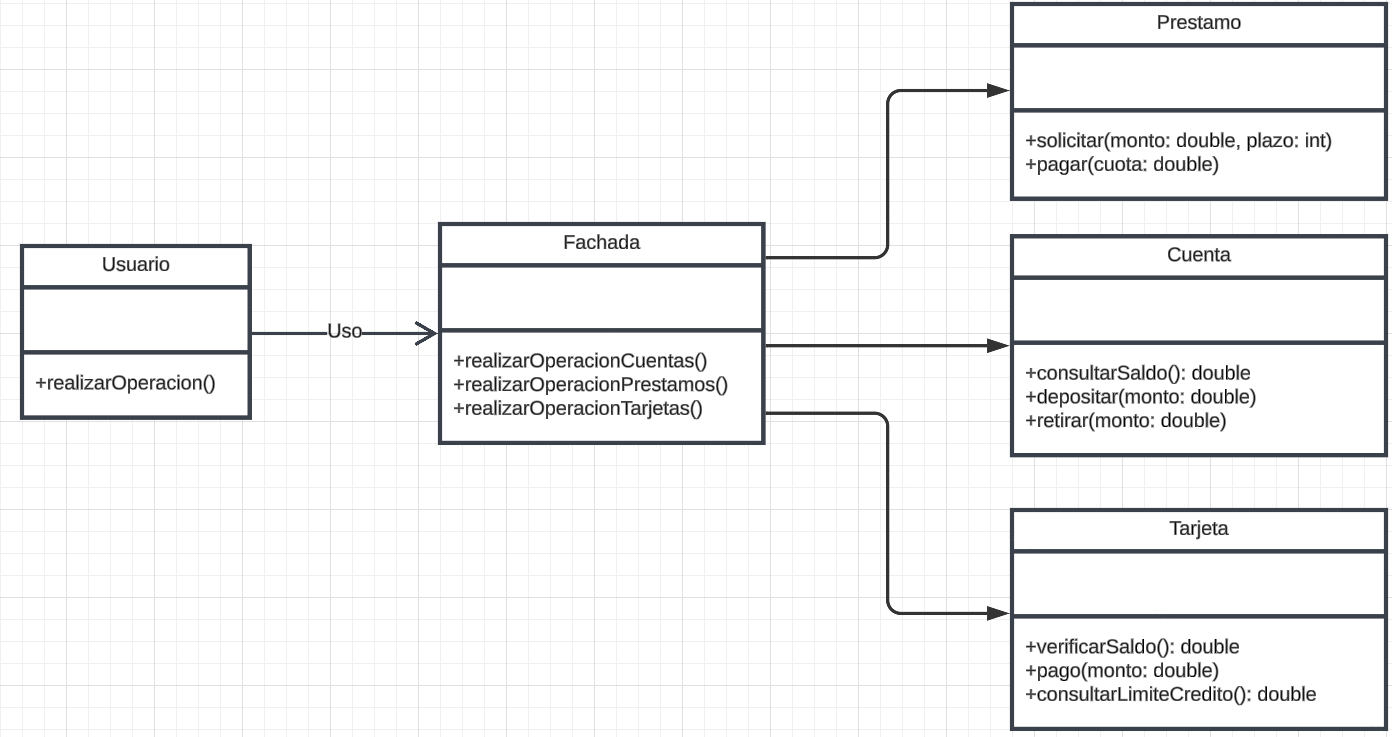 Usuario
+realizarOperacion()
Uso
Fachada
+realizarOperacionCuentas()
+realizarOperacionPrestamos()
+realizarOperacionTarjetas()
Prestamo
+solicitar(monto: double, plazo: int)
+pagar(cuota: double)
Cuenta
+consultarSaldo(): double
+depositar(monto: double)
+retirar(monto: double)
Tarjeta
+verificarSaldo(): double
+pago(monto: double)
+consultarLimiteCredito(): double